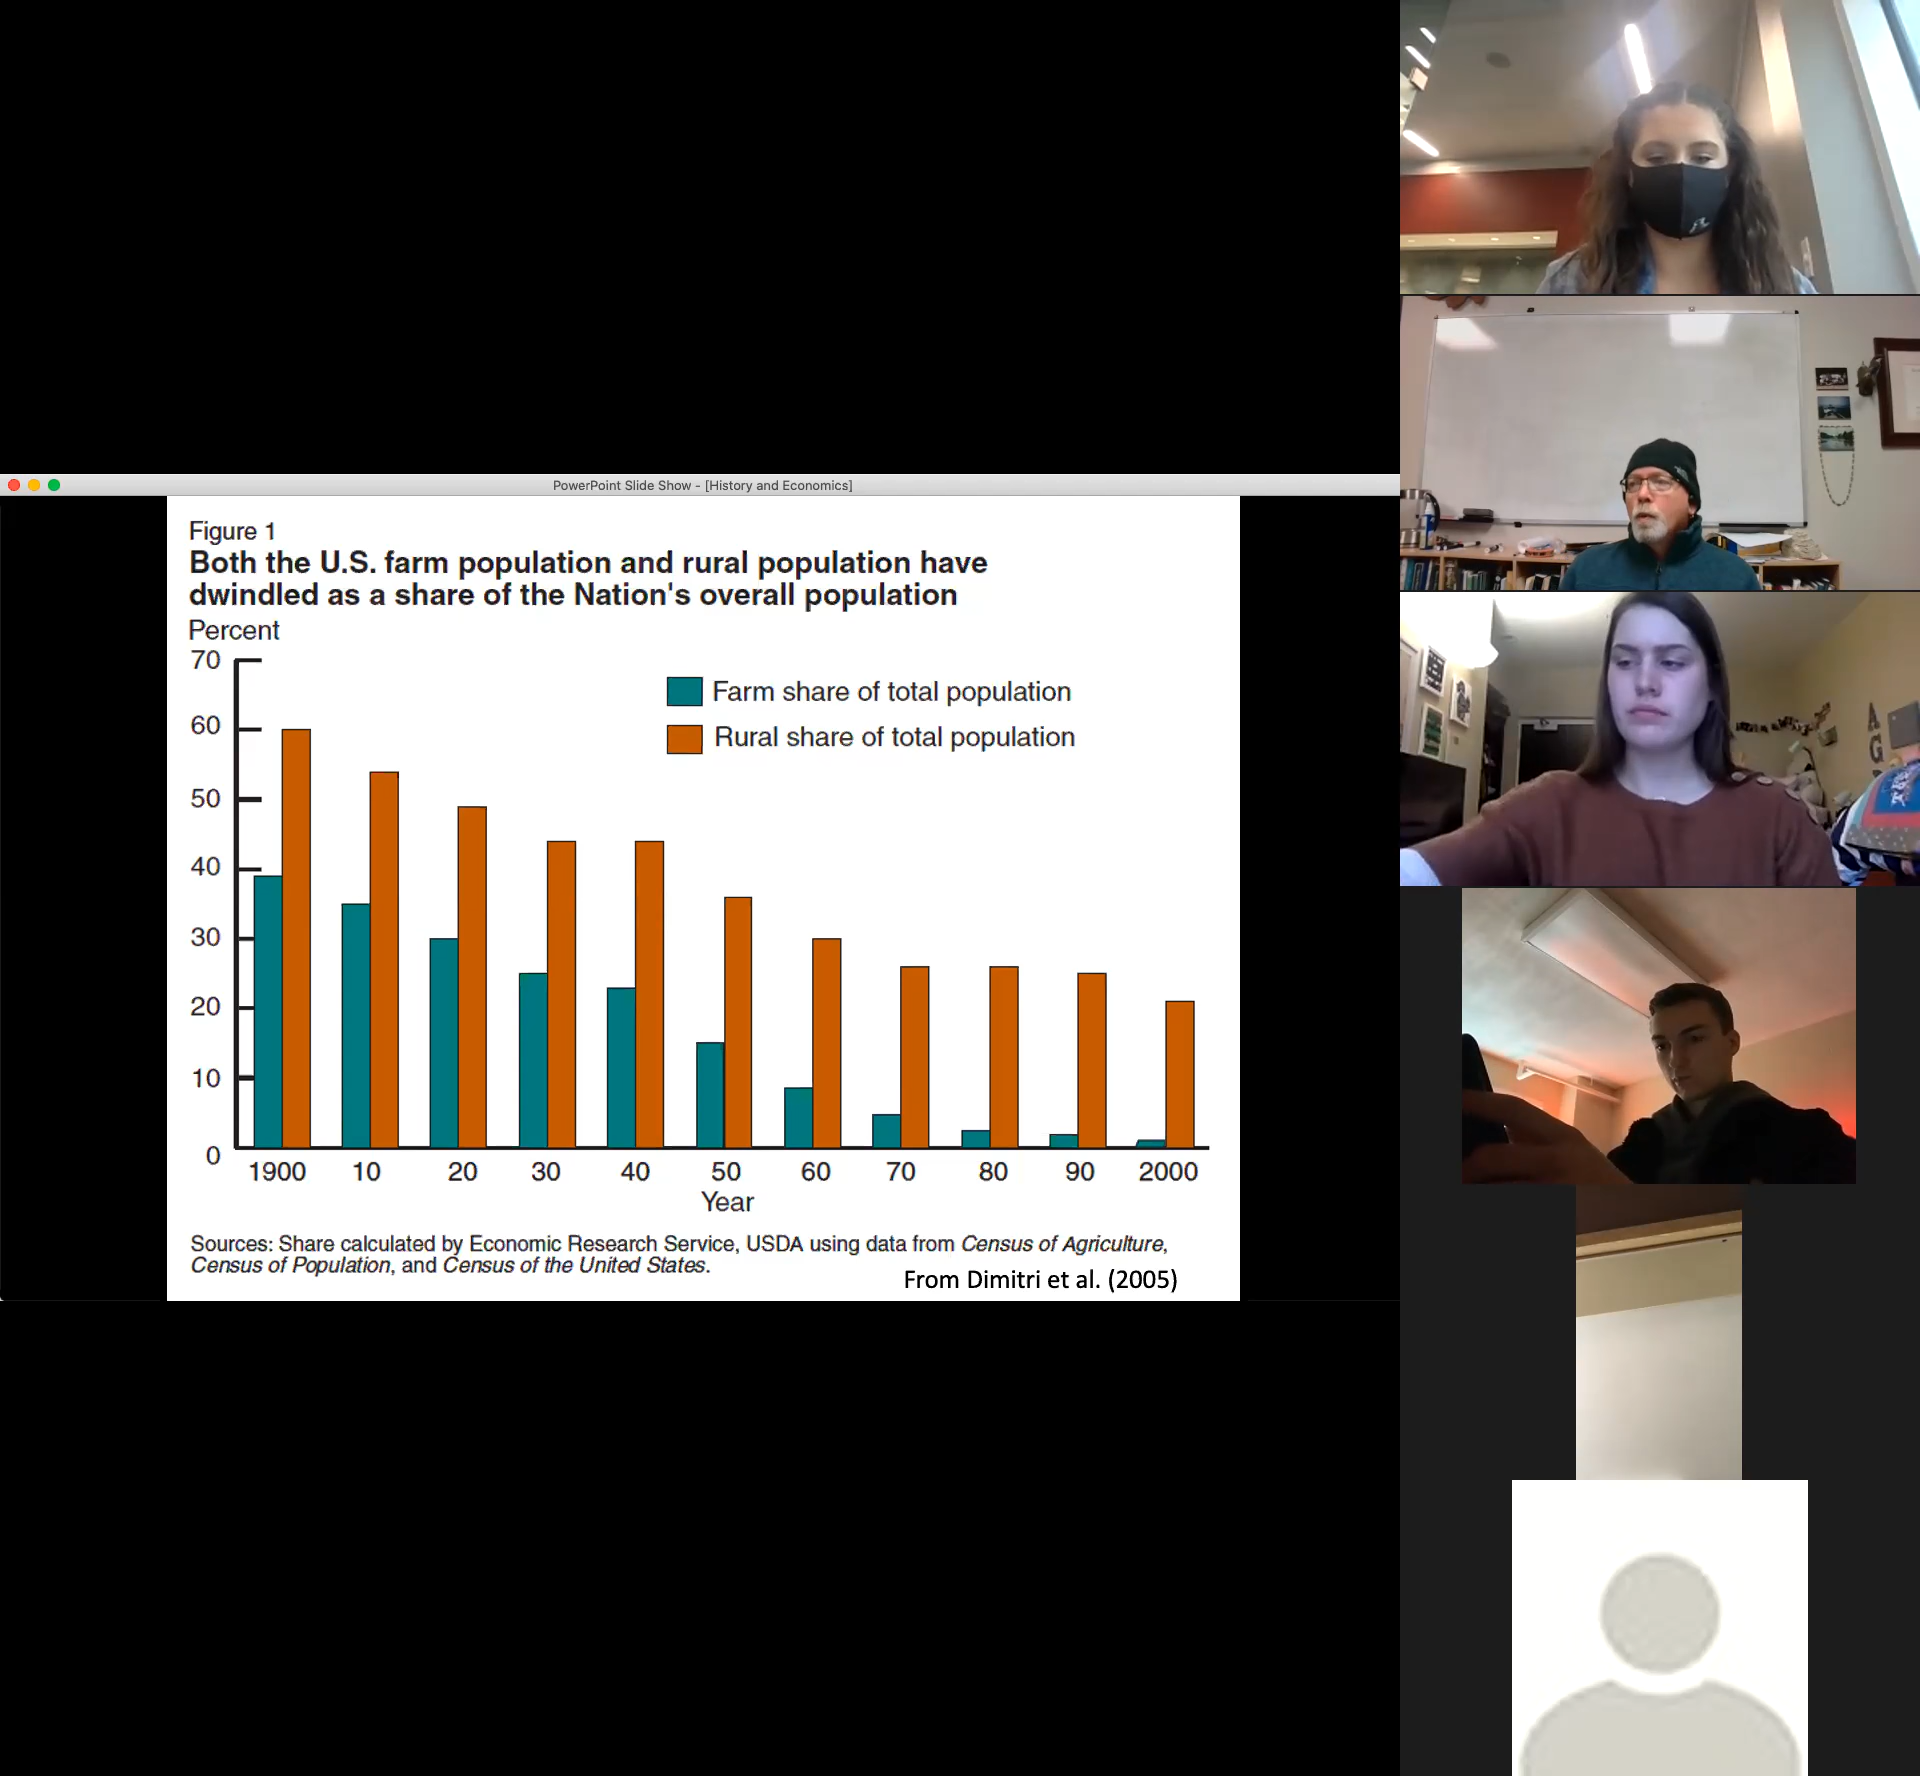 PowerPoint Slide Show - [History and Economics]
Figure 1
Both the U.S. farm population and rural population have
dwindled as a share of the Nation's overall population
Percent
70
60
50
40
30
20
10
0
Farm share of total population
Rural share of total population
1900 10 20 30 40 50 60 70 80 90 2000
Year
Sources: Share calculated by Economic Research Service, USDA using data from Census of Agriculture,
Census of Population, and Census of the United States.
From Dimitri et al. (2005)
A
G